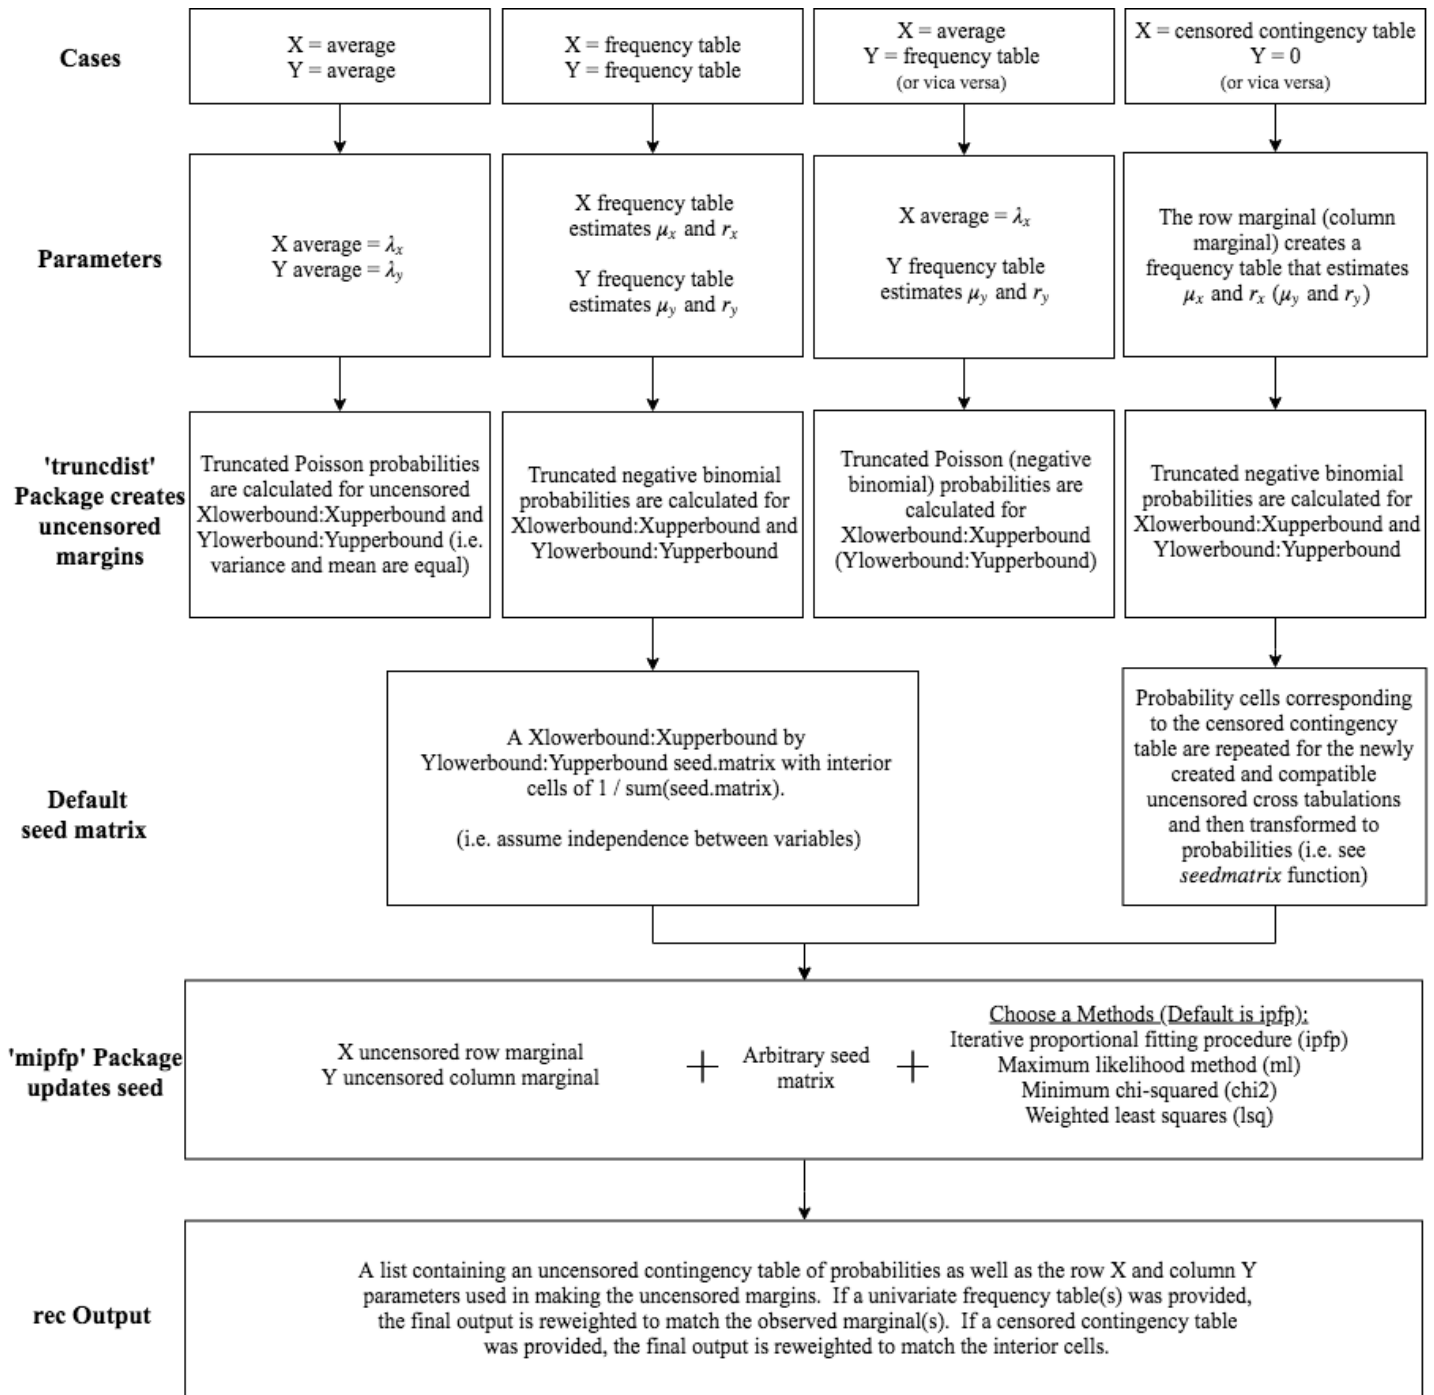 Cases
X = average
Y = average
X = frequency table
Y = frequency table
X = average
Y = frequency table
(or vica versa)
X = censored contingency table
Y = 0
(or vica versa)
Parameters
X average = λx
Y average = λy
X frequency table
estimates μx and rx
Y frequency table
estimates μy and ry
X average = λx
Y frequency table
estimates μy and ry
The row marginal (column
marginal) creates a
frequency table that estimates
μx and rx (μy and ry)
'truncdist'
Package creates
uncensored
margins
Truncated Poisson probabilities
are calculated for uncensored
Xlowerbound:Xupperbound and
Ylowerbound:Yupperbound (i.e.
variance and mean are equal)
Truncated negative binomial
probabilities are calculated for
Xlowerbound:Xupperbound and
Ylowerbound:Yupperbound
Truncated Poisson (negative
binomial) probabilities are
calculated for
Xlowerbound:Xupperbound
(Ylowerbound:Yupperbound)
Truncated negative binomial
probabilities are calculated for
Xlowerbound:Xupperbound and
Ylowerbound:Yupperbound
Default
seed matrix
A Xlowerbound:Xupperbound by
Ylowerbound:Yupperbound seed.matrix with interior
cells of 1 / sum(seed.matrix).
(i.e. assume independence between variables)
Probability cells corresponding
to the censored contingency
table are repeated for the newly
created and compatible
uncensored cross tabulations
and then transformed to
probabilities (i.e. see
seedmatrix function)
'mipfp' Package
updates seed
X uncensored row marginal
Y uncensored column marginal
+
Arbitrary seed
matrix
+
Choose a Methods (Default is ipfp):
Iterative proportional fitting procedure (ipfp)
Maximum likelihood method (ml)
Minimum chi-squared (chi2)
Weighted least squares (lsq)
rec Output
A list containing an uncensored contingency table of probabilities as well as the row X and column Y
parameters used in making the uncensored margins. If a univariate frequency table(s) was provided,
the final output is reweighted to match the observed marginal(s). If a censored contingency table
was provided, the final output is reweighted to match the interior cells.